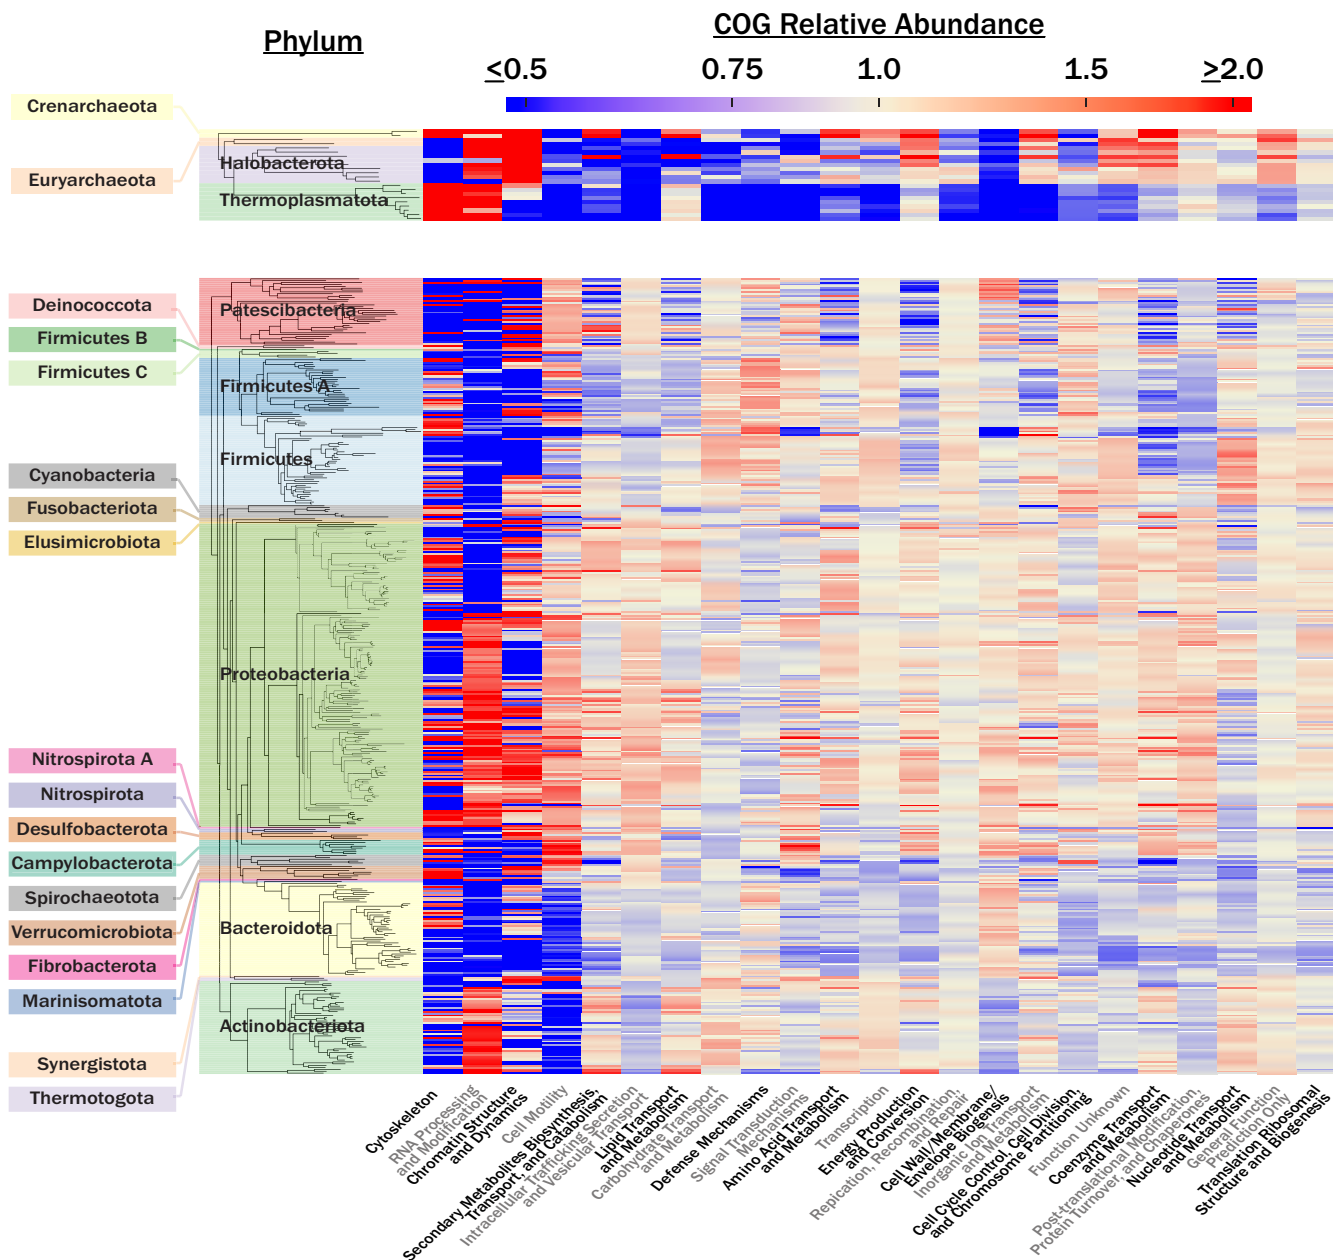 Phylum
COG Relative Abundance
<0.5
0.75
1.0
1.5
>2.0
Crenarchaeota
Euryarchaeota
Halobacterota
Thermoplasmatota
Deinococcota
Firmicutes B
Firmicutes C
Patescibacteria
Firmicutes A
Firmicutes
Cyanobacteria
Fusobacteriota
Elusimicrobiota
Proteobacteria
Nitrospirota A
Nitrospirota
Desulfobacterota
Campylobacterota
Spirochaetota
Verrucomicrobiota
Fibrobacterota
Marinisomatota
Bacteroidota
Actinobacteriota
Synergistota
Thermotogota
Cytoskeleton
RNA Processing
and Modification
Chromatin Structure
and Dynamics
Cell Motility
Secondary Metabolites Biosynthesis,
Transport, and Catabolism
Intracellular Trafficking Secretion
and Vesicular Transport
Lipid Transport
and Metabolism
Carbohydrate Transport
and Metabolism
Defense Mechanisms
Signal Transduction
Mechanisms
Amino Acid Transport
and Metabolism
Transcription
Energy Production
and Conversion
Repication, Recombination,
and Repair
Cell Wall/Membrane/
Envelope Biogensis
Inorganic Ion Transport
and Metabolism
Cell Cycle Control, Cell Division,
and Chromosome Partitioning
Function Unknown
Coenzyme Transport
and Metabolism
Post-translational Modification,
Protein Turnover, and Chaperones
Nucleotide Transport
and Metabolism
General Function
Prediction Only
Translation Ribosomal
Structure and Biogenesis